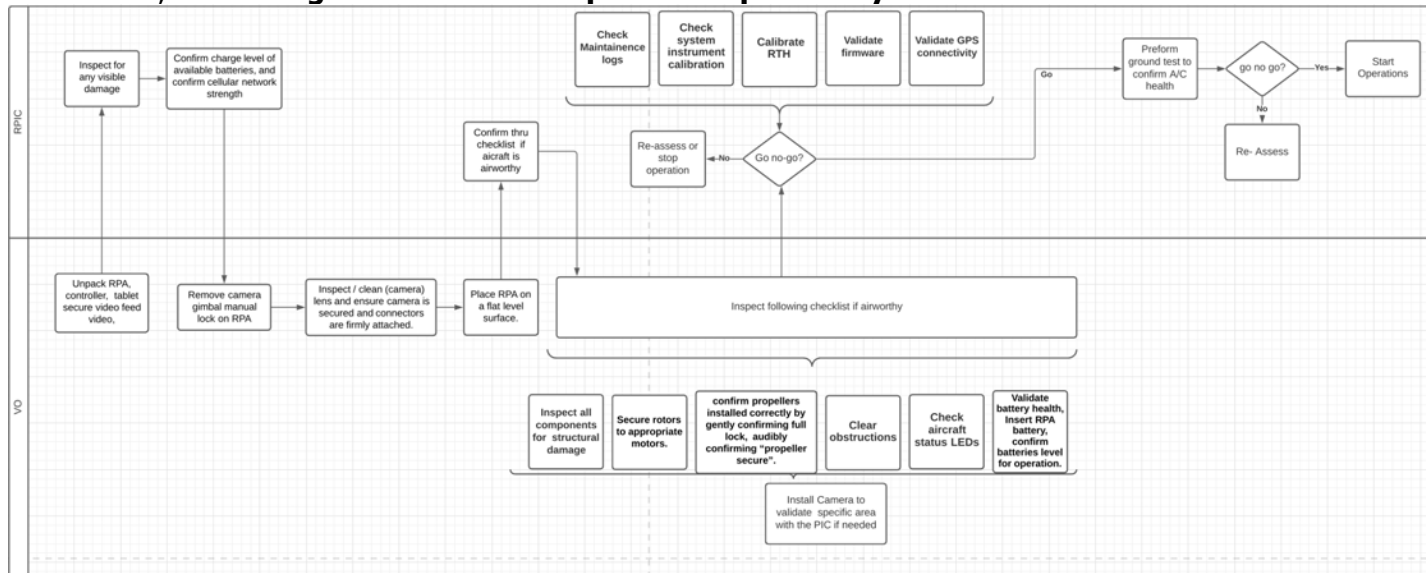 RPIC
Inspect for
any visible
damage
Confirm charge level of
available batteries, and
confirm cellular network
strength
Confirm thru
checklist if
aicraft is
airworthy
Check
Maintainence
logs
Check
system
instrument
calibration
Calibrate
RTH
Validate
firmware
Validate GPS
connectivity
Re-assess or
stop
operation
No
Go no-go?
Go
Preform
ground test to
confirm A/C
health
go no go?
Yes
Start
Operations
No
Re- Assess
VO
Unpack RPA,
controller, tablet
secure video feed
video,
Remove camera
gimbal manual
lock on RPA
Inspect / clean (camera)
lens and ensure camera is
secured and connectors
are firmly attached.
Place RPA on
a flat level
surface.
Inspect following checklist if airworthy
Inspect all
components
for structural
damage
Secure rotors
to appropriate
motors.
confirm propellers
installed correctly by
gently confirming full
lock, audibly
confirming “propeller
secure”.
Clear
obstructions
Check
aircraft
status LEDs
Validate
battery health,
Insert RPA
battery,
confirm
batteries level
for operation.
Install Camera to
validate specific area
with the PIC if needed